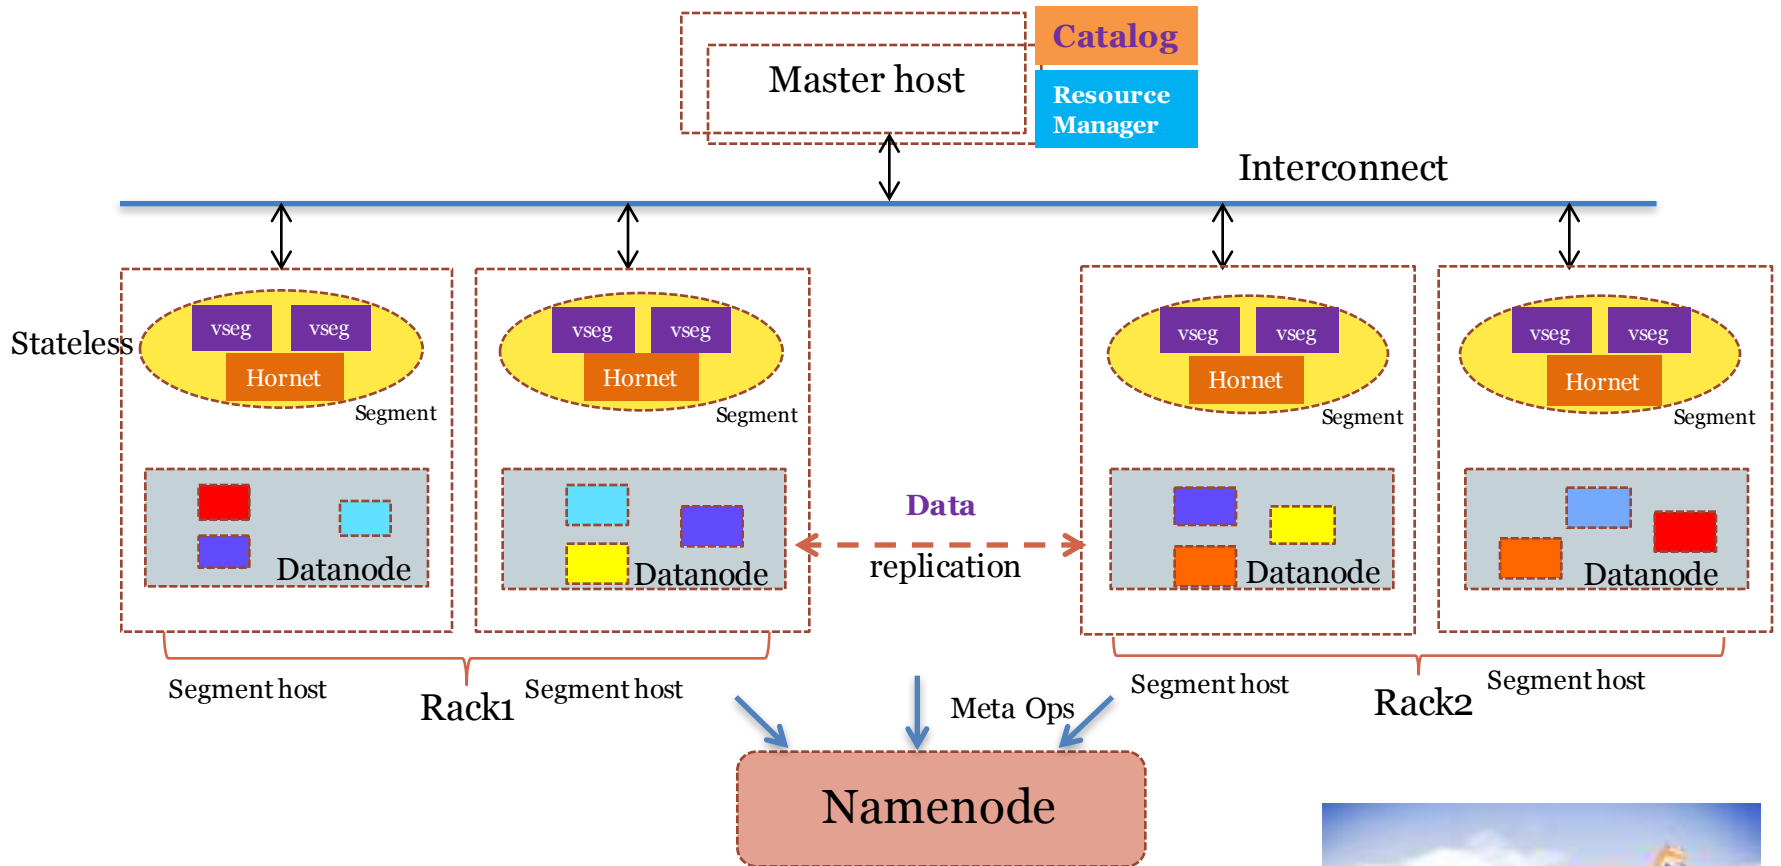 Catalog
Master host
Resource
Manager
Interconnect
Stateless
vseg vseg
Hornet
Segment
vseg vseg
Hornet
Segment
vseg vseg
Hornet
Segment
vseg vseg
Hornet
Segment
Datanode
Datanode
Data
replication
Datanode
Datanode
Segment host
Segment host
Segment host
Segment host
Rack1
Rack2
Meta Ops
Namenode